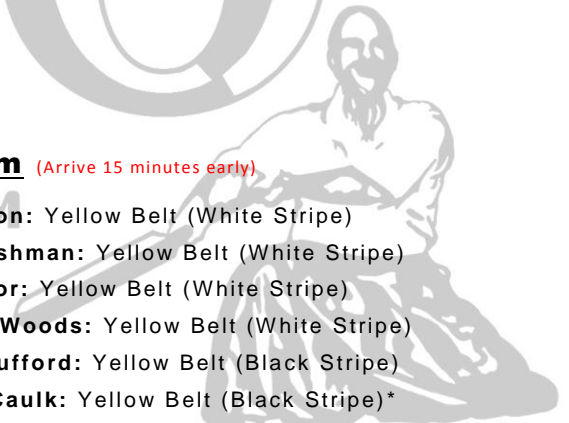 m (Arrive 15 minutes early)
on: Yellow Belt (White Stripe)
shman: Yellow Belt (White Stripe)
or: Yellow Belt (White Stripe)
Woods: Yellow Belt (White Stripe)
ufford: Yellow Belt (Black Stripe)
Caulk: Yellow Belt (Black Stripe)*